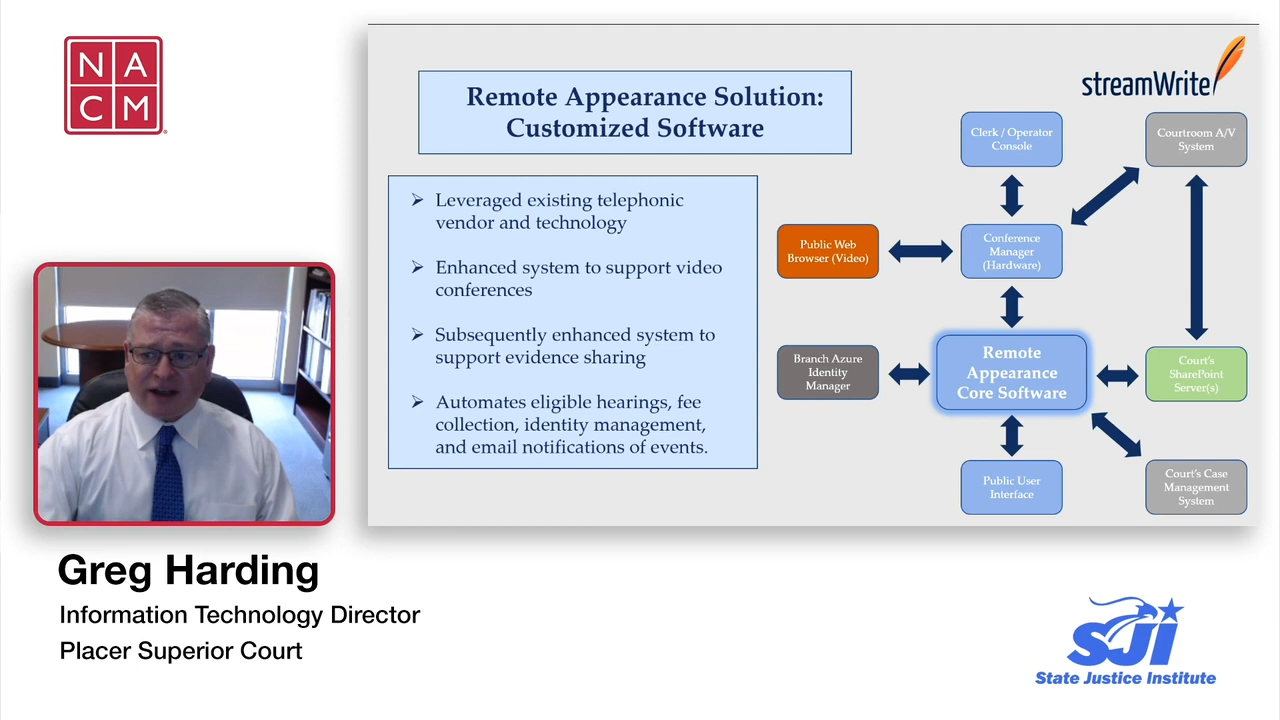 NA
CM
streamWrite
Remote Appearance Solution:
Customized Software
➢ Leveraged existing telephonic
vendor and technology
➢ Enhanced system to support video
conferences
➢ Subsequently enhanced system to
support evidence sharing
➢ Automates eligible hearings, fee
collection, identity management,
and email notifications of events.
Clerk / Operator
Console
Courtroom A/V
System
Public Web
Browser (Video)
Conference
Manager
(Hardware)
Branch Azure
Identity
Manager
Remote
Appearance
Core Software
Court's
SharePoint
Server(s)
Public User
Interface
Court's Case
Management
System
Greg Harding
Information Technology Director
Placer Superior Court
SJI
State Justice Institute